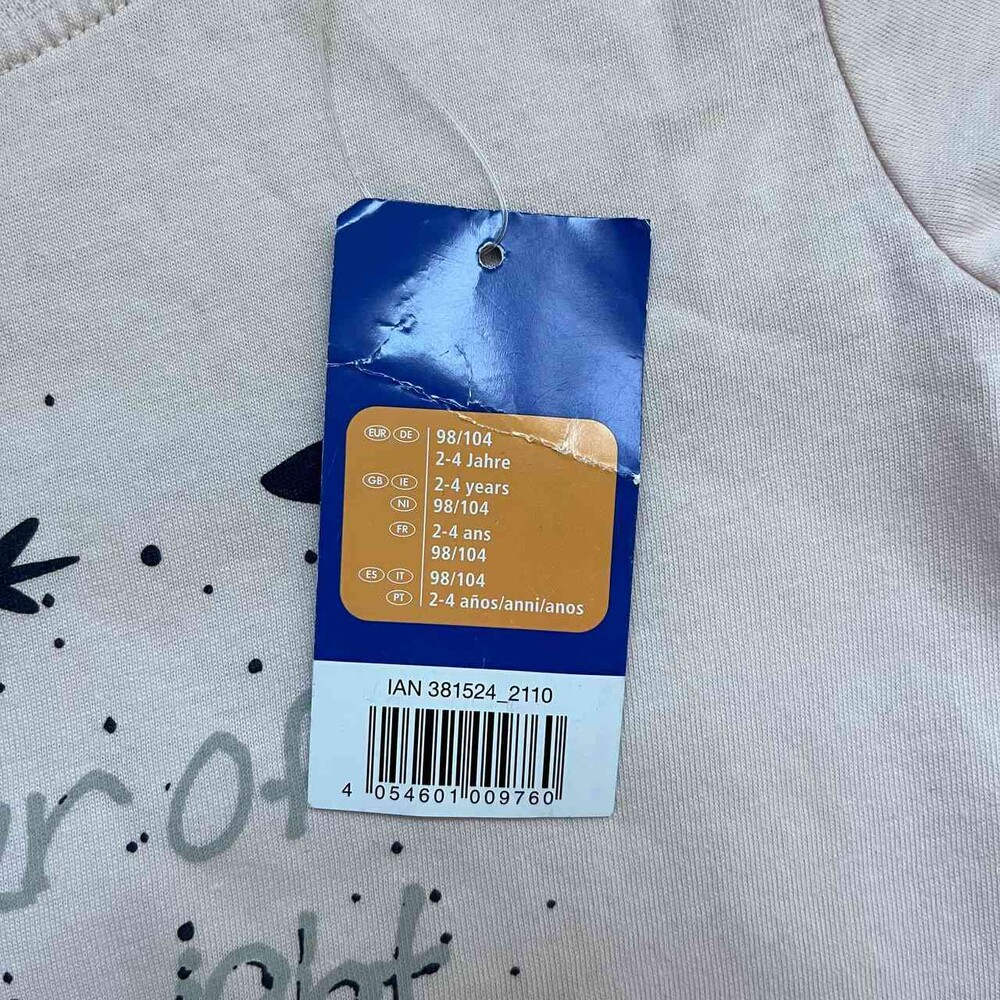 EUR DE 98/104
2-4 Jahre
GB IE 2-4 years
NI 98/104
FR 2-4 ans
98/104
ES IT 98/104
PT 2-4 años/anni/anos
IAN 381524_2110
4 054601 009760
of